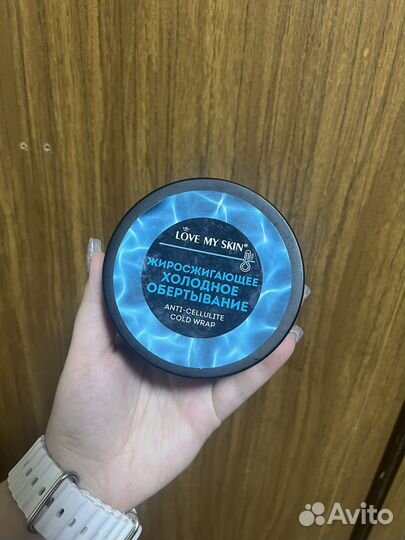 LOVE MY SKIN®
ЖИРОСЖИГАЮЩЕЕ
ХОЛОДНОЕ
ОБЕРТЫВАНИЕ
ANTI-CELLULITE
COLD WRAP
Avito